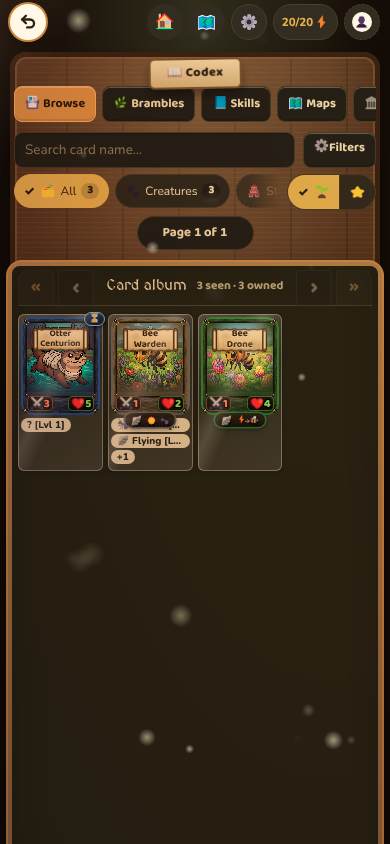 20/20
Codex
Browse
Brambles
Skills
Maps
Search card name...
Filters
All 3
Creatures 3
Page 1 of 1
« ‹ Card album 3 seen · 3 owned › »
Otter Centurion
3 5
? [Lvl 1]
Bee Warden
1 2
Flying [L...
+1
Bee Drone
1 4